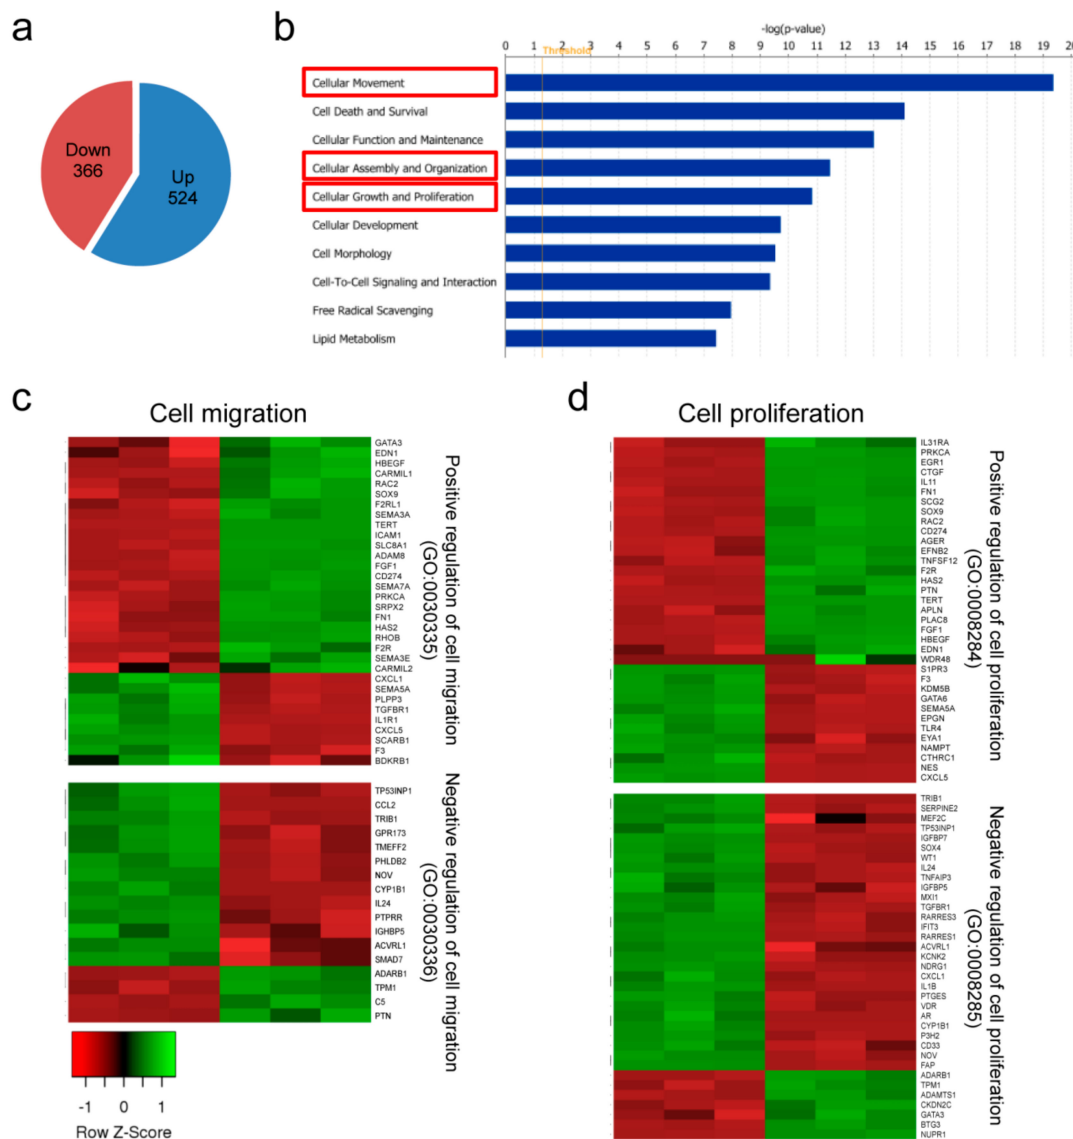 a
Down
366
Up
524
b
-log(p-value)
0 1 2 3 4 5 6 7 8 9 10 11 12 13 14 15 16 17 18 19 20
Threshold
Cellular Movement
Cell Death and Survival
Cellular Function and Maintenance
Cellular Assembly and Organization
Cellular Growth and Proliferation
Cellular Development
Cell Morphology
Cell-To-Cell Signaling and Interaction
Free Radical Scavenging
Lipid Metabolism
c
Cell migration
GATA3
EDN1
HBEGF
CARMIL1
RAC2
SOX9
F2RL1
SEMA3A
TERT
ICAM1
SLC8A1
ADAM8
FGF1
CD274
SEMA7A
PRKCA
SRPX2
FN1
HAS2
RHOB
F2R
SEMA3E
CARMIL2
CXCL1
SEMA5A
PLPP3
TGFBR1
IL1R1
CXCL5
SCARB1
F3
BDKRB1
Positive regulation of cell migration
(GO:0030335)
TP53INP1
CCL2
TRIB1
GPR173
TMEFF2
PHLDB2
NOV
CYP1B1
IL24
PTPRR
IGHBP5
ACVRL1
SMAD7
ADARB1
TPM1
C5
PTN
Negative regulation of cell migration
(GO:0030336)
-1 0 1
Row Z-Score
d
Cell proliferation
IL31RA
PRKCA
EGR1
CTGF
IL11
FN1
SCG2
SOX9
RAC2
CD274
AGER
EFNB2
TNFSF12
F2R
HAS2
PTN
TERT
APLN
PLAC8
FGF1
HBEGF
EDN1
WDR48
S1PR3
F3
KDM5B
GATA6
SEMA5A
EPGN
TLR4
EYA1
NAMPT
CTHRC1
NES
CXCL5
Positive regulation of cell proliferation
(GO:0008284)
TRIB1
SERPINE2
MEF2C
TP53INP1
IGFBP7
SOX4
WT1
IL24
TNFAIP3
IGFBP5
MXI1
TGFBR1
RARRES3
IFIT3
RARRES1
ACVRL1
KCNK2
NDRG1
CXCL1
IL1B
PTGES
VDR
AR
CYP1B1
P3H2
CD33
NOV
FAP
ADARB1
TPM1
ADAMTS1
CKDN2C
GATA3
BTG3
NUPR1
Negative regulation of cell proliferation
(GO:0008285)